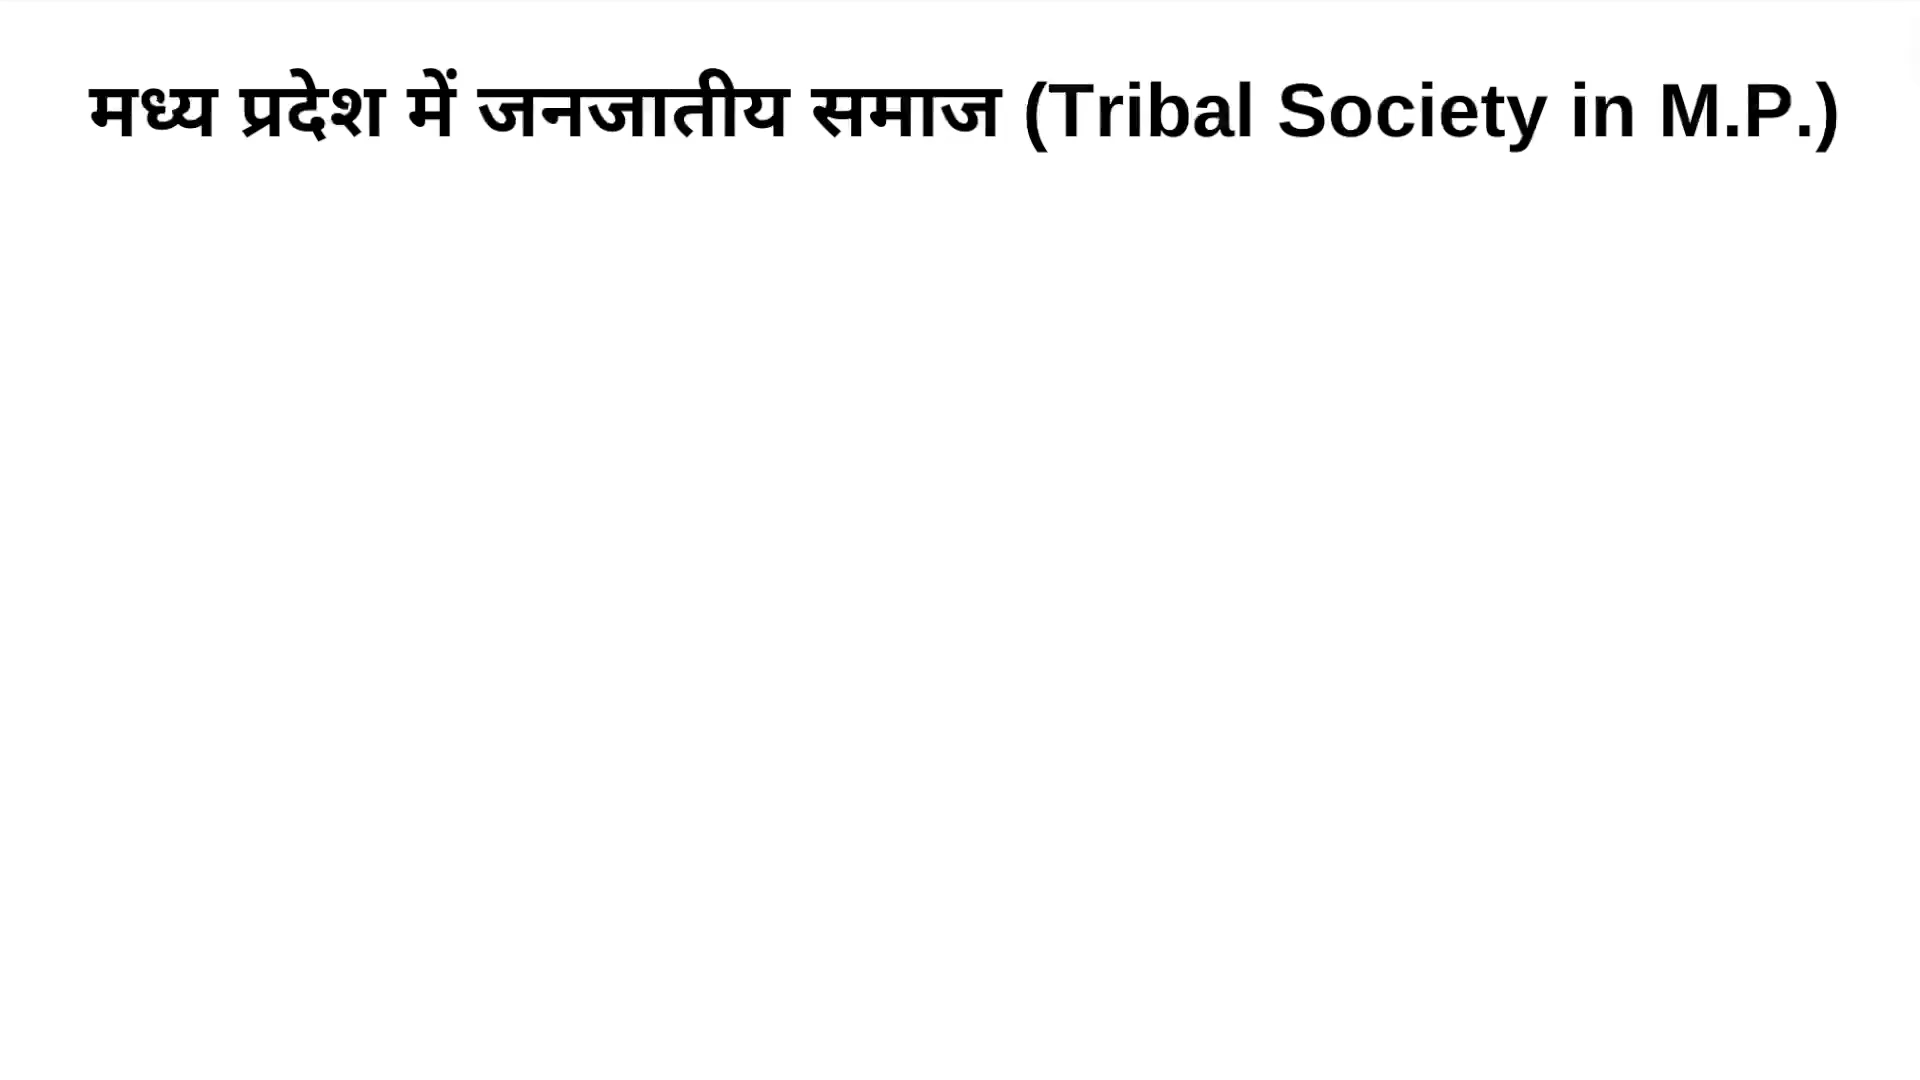 मध्य प्रदेश में जनजातीय समाज (Tribal Society in M.P.)